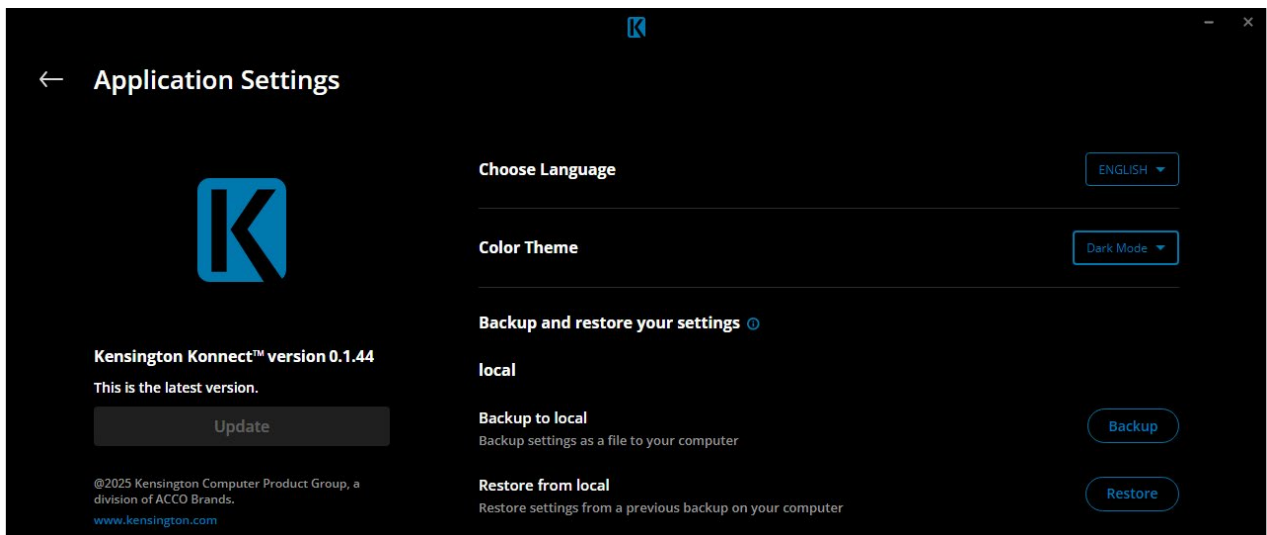 K
Application Settings
Choose Language
ENGLISH
Color Theme
Dark Mode
K
Backup and restore your settings
Kensington Konnect™ version 0.1.44
This is the latest version.
Update
local
Backup to local
Backup settings as a file to your computer
Backup
Restore from local
Restore settings from a previous backup on your computer
Restore
@2025 Kensington Computer Product Group, a
division of ACCO Brands.
www.kensington.com